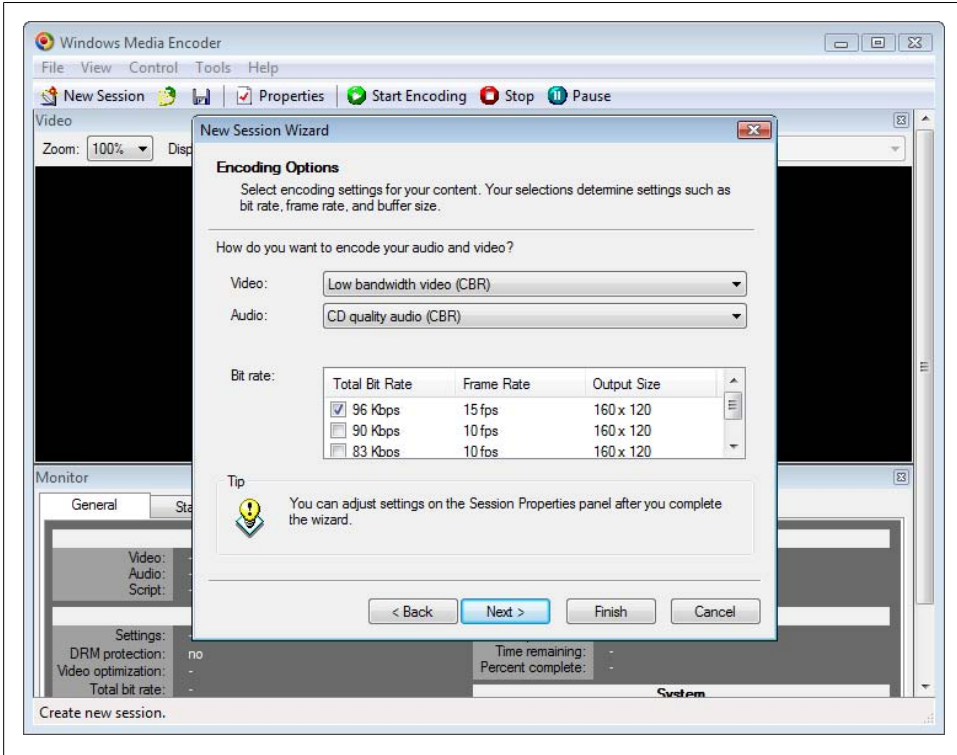 Windows Media Encoder
File View Control Tools Help
New Session Properties Start Encoding Stop Pause
Video
Zoom: 100% Disp
New Session Wizard
Encoding Options
Select encoding settings for your content. Your selections determine settings such as
bit rate, frame rate, and buffer size.
How do you want to encode your audio and video?
Video: Low bandwidth video (CBR)
Audio: CD quality audio (CBR)
Bit rate:
Total Bit Rate Frame Rate Output Size
96 Kbps 15 fps 160 x 120
90 Kbps 10 fps 160 x 120
83 Kbps 10 fps 160 x 120
Tip
You can adjust settings on the Session Properties panel after you complete
the wizard.
< Back Next > Finish Cancel
Monitor
General Sta
Video: -
Audio: -
Script: -
Settings: -
DRM protection: no
Video optimization: -
Total bit rate: -
Time remaining: -
Percent complete: -
System
Create new session.